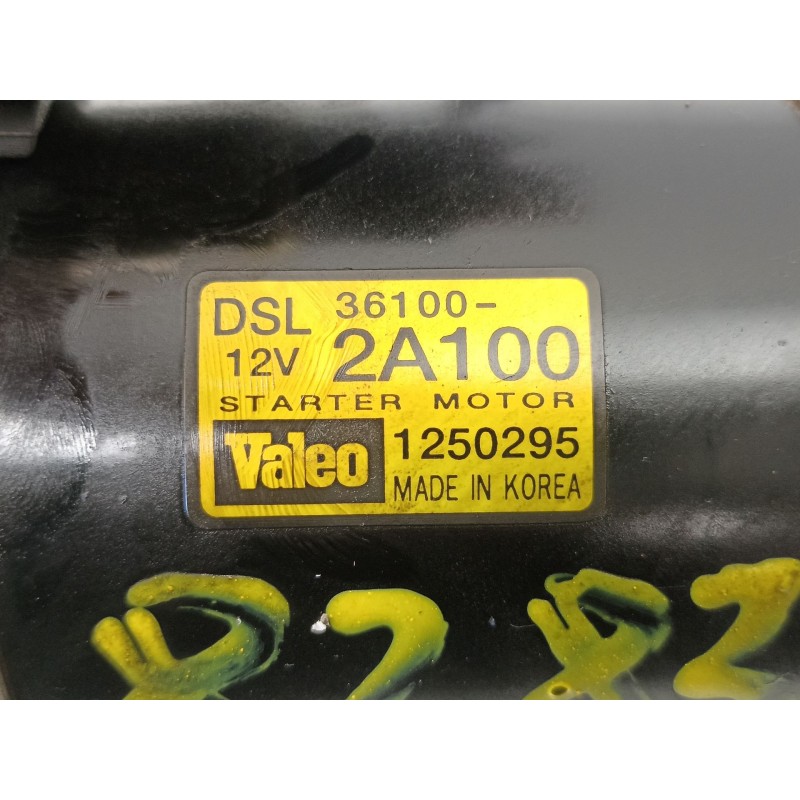 DSL 36100-
12V 2A100
STARTER MOTOR
Valeo 1250295
MADE IN KOREA